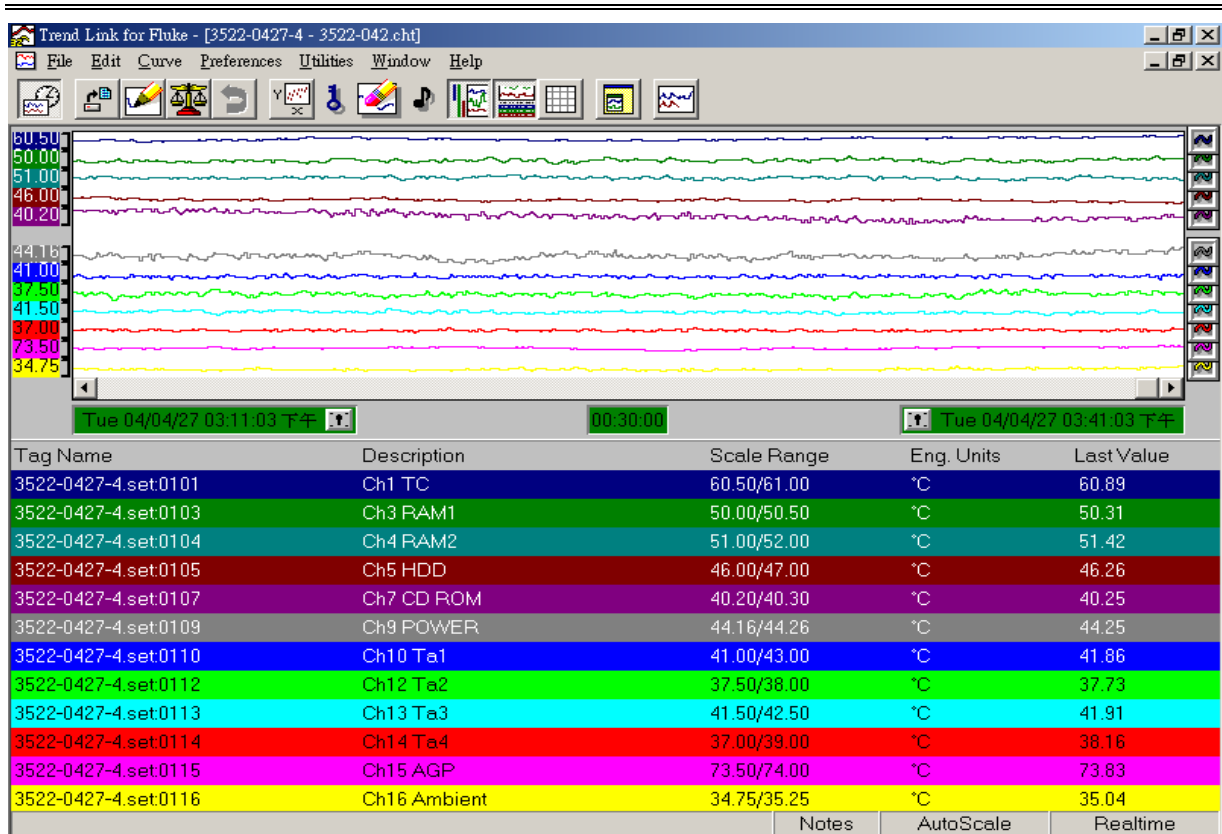 Trend Link for Fluke - [3522-0427-4 - 3522-042.cht]
File Edit Curve Preferences Utilities Window Help
60.50
50.00
51.00
46.00
40.20
44.16
41.00
37.50
41.50
37.00
73.50
34.75
Tue 04/04/27 03:11:03 下午 00:30:00 Tue 04/04/27 03:41:03 下午
Tag Name Description Scale Range Eng. Units Last Value
3522-0427-4.set:0101 Ch1 TC 60.50/61.00 °C 60.89
3522-0427-4.set:0103 Ch3 RAM1 50.00/50.50 °C 50.31
3522-0427-4.set:0104 Ch4 RAM2 51.00/52.00 °C 51.42
3522-0427-4.set:0105 Ch5 HDD 46.00/47.00 °C 46.26
3522-0427-4.set:0107 Ch7 CD ROM 40.20/40.30 °C 40.25
3522-0427-4.set:0109 Ch9 POWER 44.16/44.26 °C 44.25
3522-0427-4.set:0110 Ch10 Ta1 41.00/43.00 °C 41.86
3522-0427-4.set:0112 Ch12 Ta2 37.50/38.00 °C 37.73
3522-0427-4.set:0113 Ch13 Ta3 41.50/42.50 °C 41.91
3522-0427-4.set:0114 Ch14 Ta4 37.00/39.00 °C 38.16
3522-0427-4.set:0115 Ch15 AGP 73.50/74.00 °C 73.83
3522-0427-4.set:0116 Ch16 Ambient 34.75/35.25 °C 35.04
Notes AutoScale Realtime